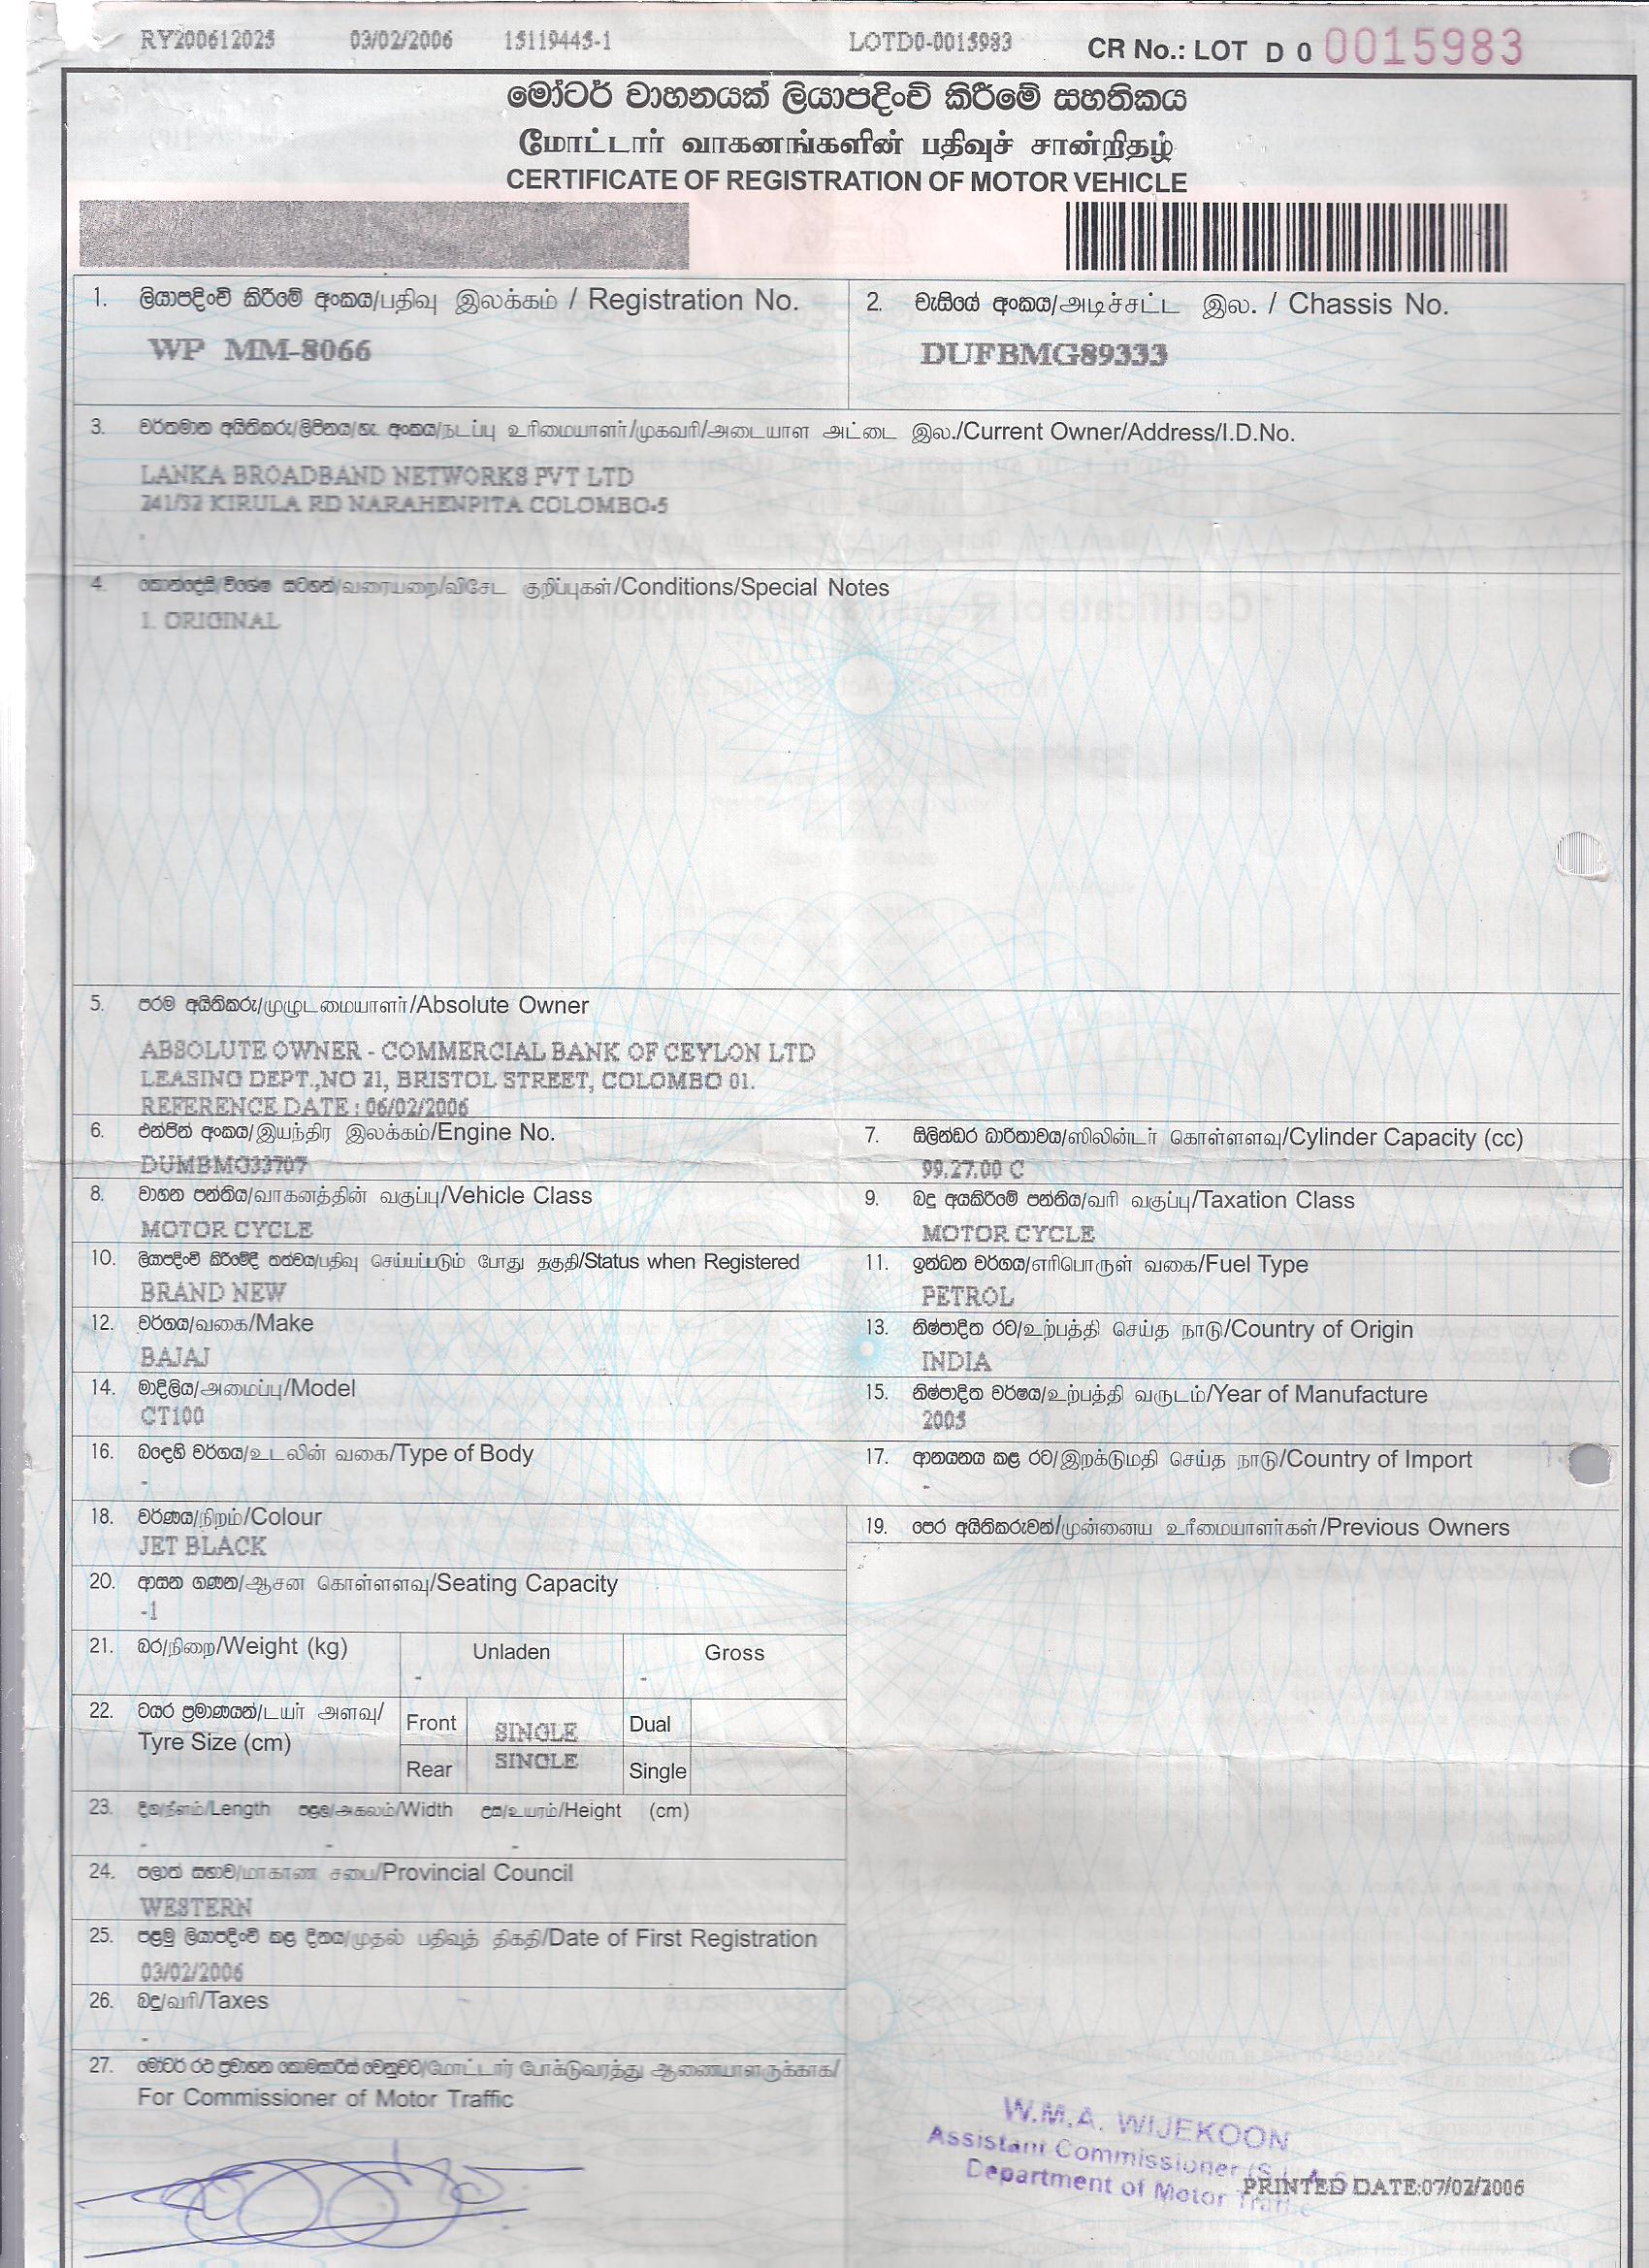 RY200612025 03/02/2006 15119445-1 LOTD0-0015983 CR No.: LOT D 0 0015983
මෝටර් වාහනයක් ලියාපදිංචි කිරීමේ සහතිකය
மோட்டார் வாகனங்களின் பதிவுச் சான்றிதழ்
CERTIFICATE OF REGISTRATION OF MOTOR VEHICLE
1. ලියාපදිංචි කිරීමේ අංකය/பதிவு இலக்கம் / Registration No.
WP MM-8066
2. චැසියේ අංකය/அடிச்சட்ட இல. / Chassis No.
DUFBMG89333
3. වර්තමාන අයිතිකරු/ලිපිනය/හැ. අංකය/நடப்பு உரிமையாளர்/முகவரி/அடையாள அட்டை இல./Current Owner/Address/I.D.No.
LANKA BROADBAND NETWORKS PVT LTD
241/32 KIRULA RD NARAHENPITA COLOMBO-5
4. කොන්දේසි/විශේෂ සටහන්/வரையறை/விசேட குறிப்புகள்/Conditions/Special Notes
1. ORIGINAL
5. පරම අයිතිකරු/முழுடமையாளர்/Absolute Owner
ABSOLUTE OWNER - COMMERCIAL BANK OF CEYLON LTD
LEASING DEPT.,NO 21, BRISTOL STREET, COLOMBO 01.
REFERENCE DATE : 06/02/2006
6. එන්ජින් අංකය/இயந்திர இலக்கம்/Engine No.
DUMBMG33707
7. සිලින්ඩර ධාරිතාවය/ஸிலிண்டர் கொள்ளளவு/Cylinder Capacity (cc)
99.27.00 C
8. වාහන පන්තිය/வாகனத்தின் வகுப்பு/Vehicle Class
MOTOR CYCLE
9. බදු අයකිරීමේ පන්තිය/வரி வகுப்பு/Taxation Class
MOTOR CYCLE
10. ලියාපදිංචි කිරීමේදී තත්වය/பதிவு செய்யப்படும் போது தகுதி/Status when Registered
BRAND NEW
11. ඉන්ධන වර්ගය/எரிபொருள் வகை/Fuel Type
PETROL
12. වර්ගය/வகை/Make
BAJAJ
13. නිෂ්පාදිත රට/உற்பத்தி செய்த நாடு/Country of Origin
INDIA
14. මාදිලිය/அமைப்பு/Model
CT100
15. නිෂ්පාදිත වර්ෂය/உற்பத்தி வருடம்/Year of Manufacture
2005
16. බඳෙහි වර්ගය/உடலின் வகை/Type of Body
-
17. ආනයනය කළ රට/இறக்குமதி செய்த நாடு/Country of Import
-
18. වර්ණය/நிறம்/Colour
JET BLACK
19. පෙර අයිතිකරුවන්/முன்னைய உரிமையாளர்கள்/Previous Owners
20. ආසන ගණන/ஆசன கொள்ளளவு/Seating Capacity
-1
21. බර/நிறை/Weight (kg) Unladen Gross
- -
22. ටයර ප්‍රමාණයන්/டயர் அளவு/
Tyre Size (cm)
Front SINGLE Dual
Rear SINGLE Single
23. දිග/நீளம்/Length පළල/அகலம்/Width උස/உயரம்/Height (cm)
- - -
24. පලාත් සභාව/மாகாண சபை/Provincial Council
WESTERN
25. පළමු ලියාපදිංචි කළ දිනය/முதல் பதிவுத் திகதி/Date of First Registration
03/02/2006
26. බදු/வரி/Taxes
-
27. මෝටර් රථ ප්‍රවාහන කොමසාරිස් වෙනුවට/மோட்டார் போக்குவரத்து ஆணையாளருக்காக/
For Commissioner of Motor Traffic
W.M.A. WIJEKOON
Assistant Commissioner
Department of Motor Traffic
PRINTED DATE:07/02/2006